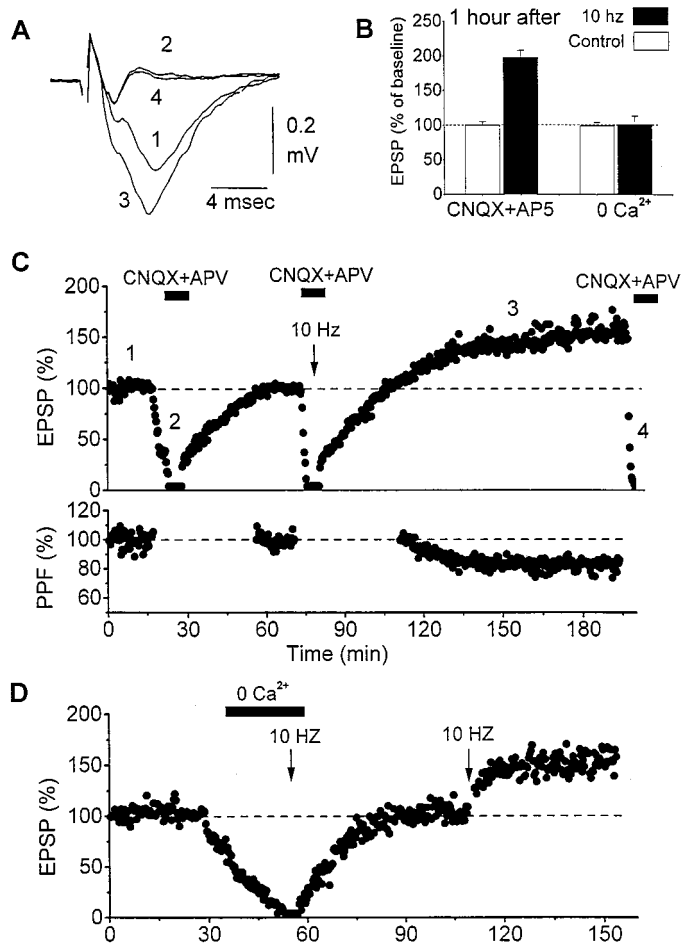 A
2
4
1
3
0.2
mV
4 msec
B
1 hour after
10 hz
Control
EPSP (% of baseline)
250
200
150
100
50
0
CNQX+AP5
0 Ca²⁺
C
CNQX+APV
CNQX+APV
CNQX+APV
10 Hz
1
2
3
4
EPSP (%)
200
150
100
50
0
PPF (%)
120
100
80
60
0
30
60
90
120
150
180
Time (min)
D
0 Ca²⁺
10 HZ
10 HZ
EPSP (%)
200
150
100
50
0
0
30
60
90
120
150